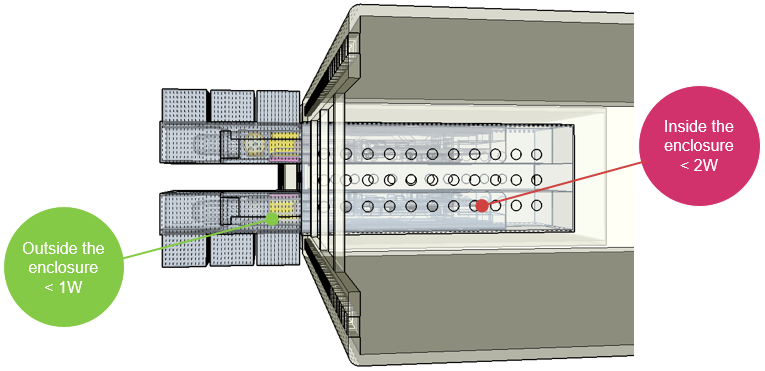 Inside the
enclosure
< 2W
Outside the
enclosure
< 1W